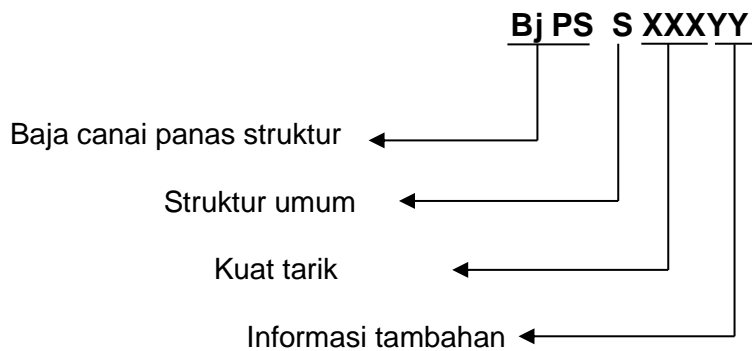 Bj PS S XXXYY
Baja canai panas struktur
Struktur umum
Kuat tarik
Informasi tambahan